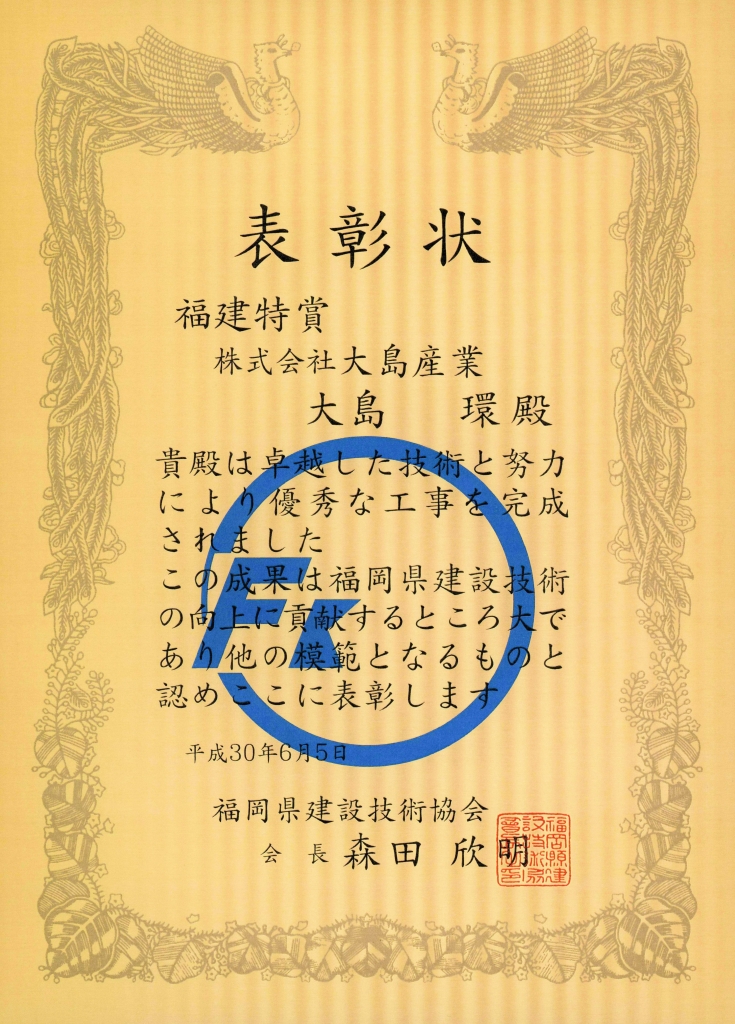 表彰状
福建特賞
株式会社大島産業
大島 環殿
貴殿は卓越した技術と努力
により優秀な工事を完成
されました
この成果は福岡県建設技術
の向上に貢献するところ大で
あり他の模範となるものと
認めここに表彰します
平成30年6月5日
福岡県建設技術協会
会長 森田欣明